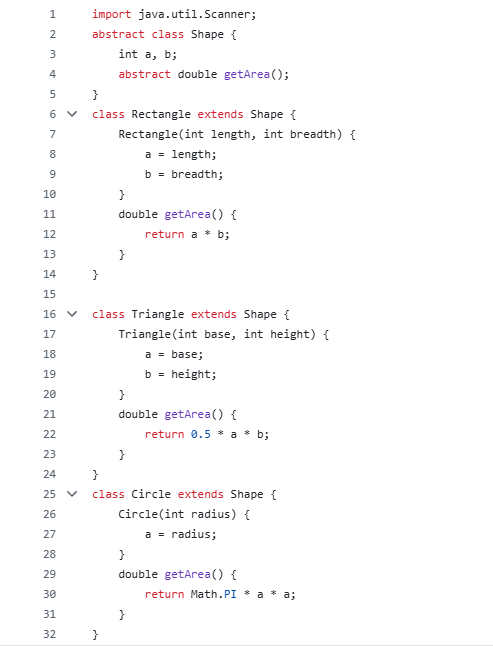 1 import java.util.Scanner;
2 abstract class Shape {
3     int a, b;
4     abstract double getArea();
5 }
6 class Rectangle extends Shape {
7     Rectangle(int length, int breadth) {
8         a = length;
9         b = breadth;
10     }
11     double getArea() {
12         return a * b;
13     }
14 }
15
16 class Triangle extends Shape {
17     Triangle(int base, int height) {
18         a = base;
19         b = height;
20     }
21     double getArea() {
22         return 0.5 * a * b;
23     }
24 }
25 class Circle extends Shape {
26     Circle(int radius) {
27         a = radius;
28     }
29     double getArea() {
30         return Math.PI * a * a;
31     }
32 }